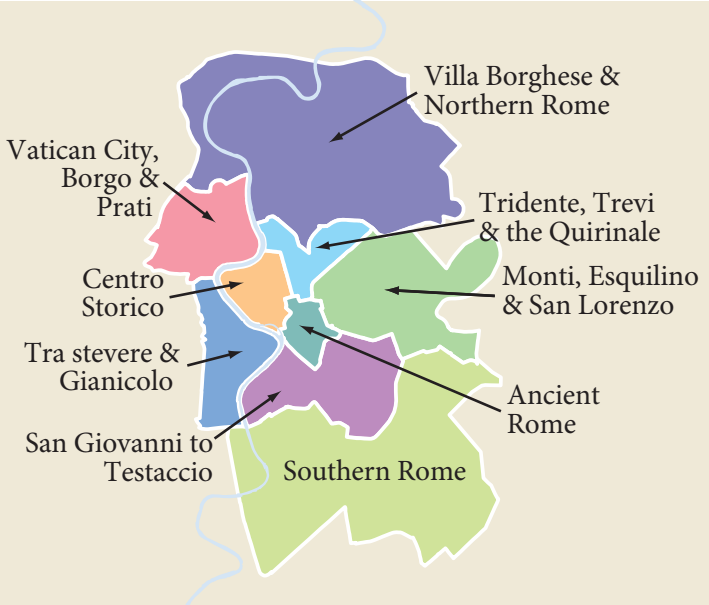 Villa Borghese &
Northern Rome
Vatican City,
Borgo &
Prati
Tridente, Trevi
& the Quirinale
Centro
Storico
Monti, Esquilino
& San Lorenzo
Tra stevere &
Gianicolo
Ancient
Rome
San Giovanni to
Testaccio
Southern Rome